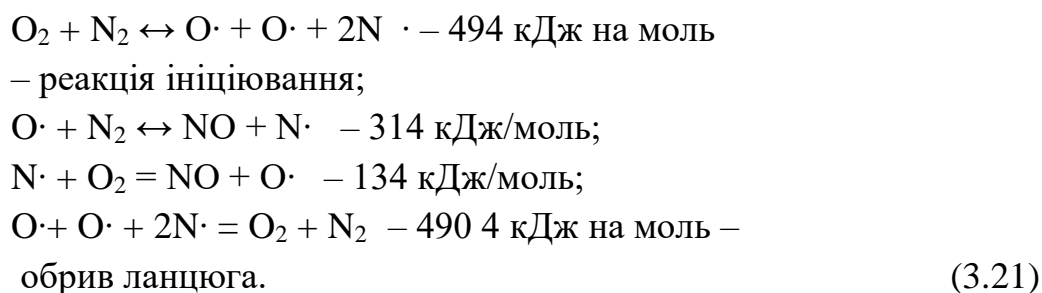 O₂ + N₂ ↔ O· + O· + 2N · – 494 кДж на моль
– реакція ініціювання;
O· + N₂ ↔ NO + N· – 314 кДж/моль;
N· + O₂ = NO + O· – 134 кДж/моль;
O·+ O· + 2N· = O₂ + N₂ – 490 4 кДж на моль –
обрив ланцюга. (3.21)